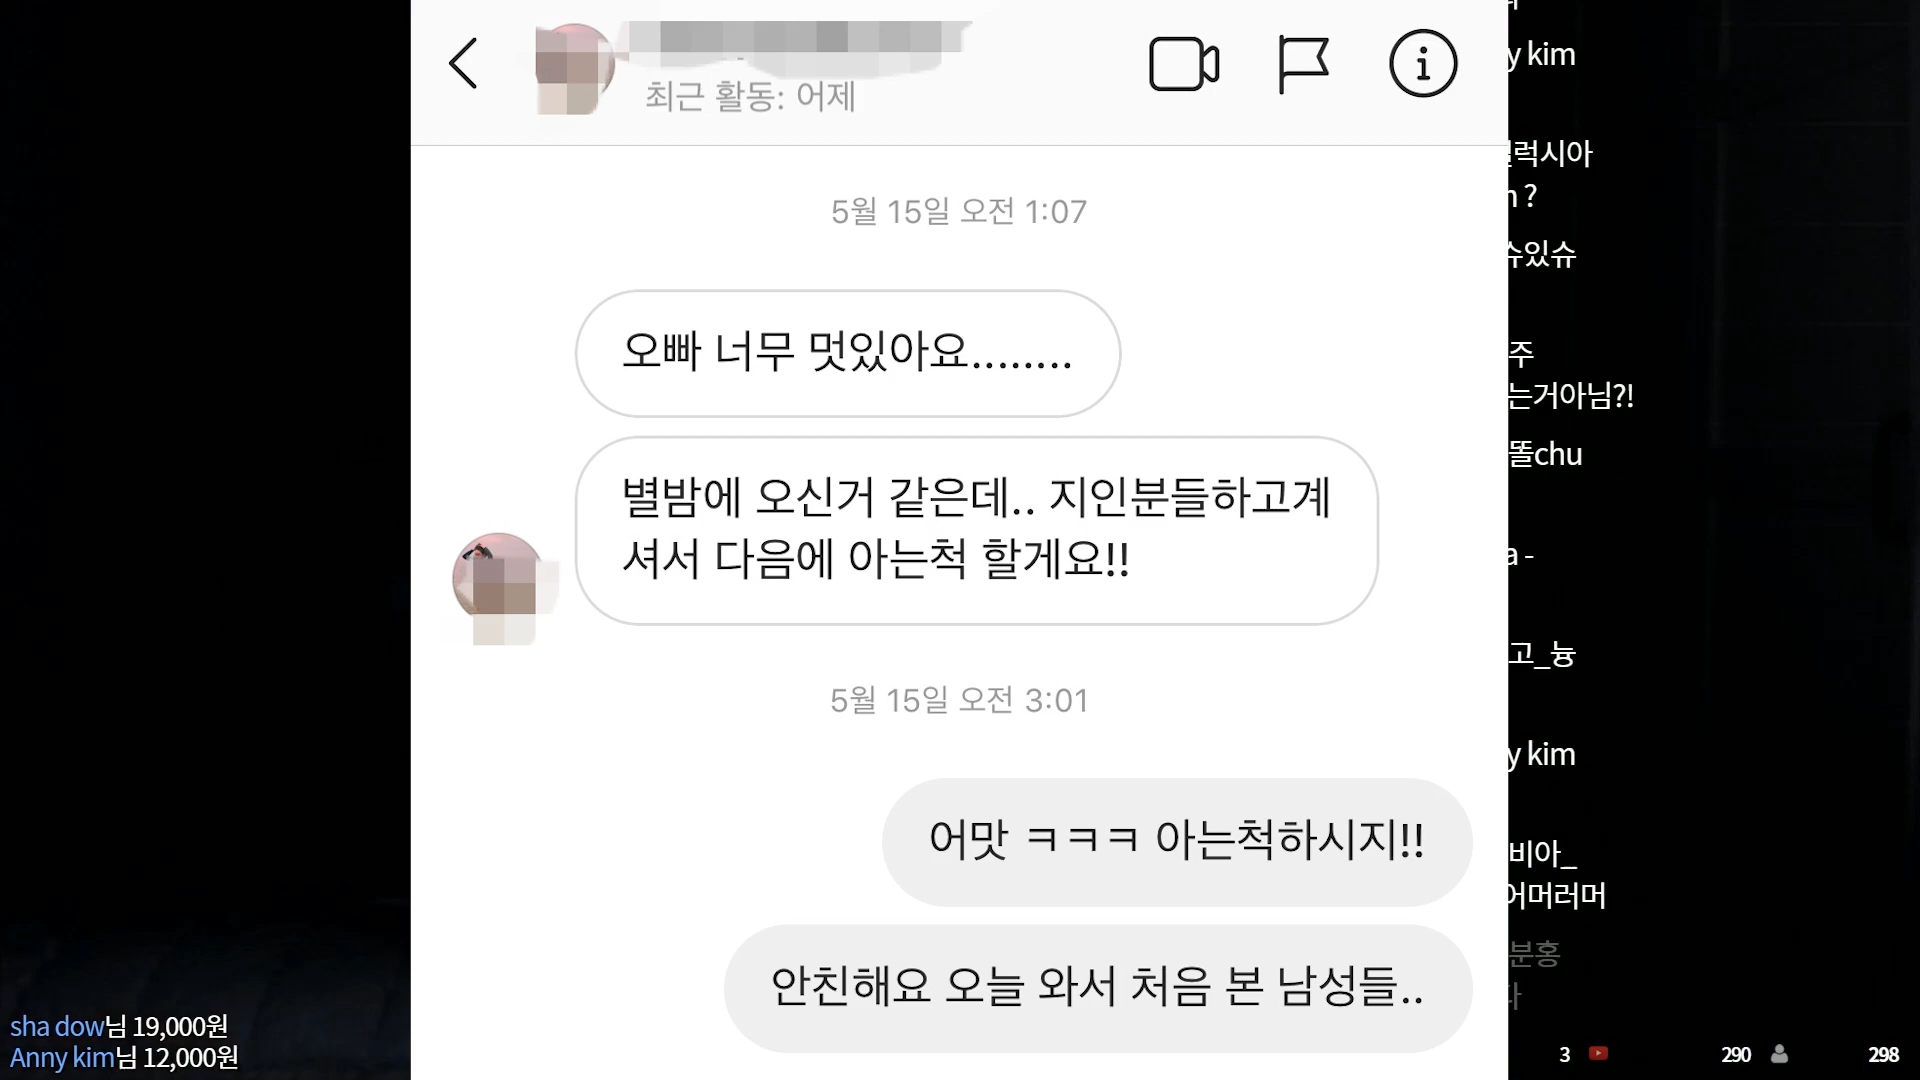 최근 활동: 어제
5월 15일 오전 1:07
오빠 너무 멋있아요........
별밤에 오신거 같은데.. 지인분들하고계
셔서 다음에 아는척 할게요!!
5월 15일 오전 3:01
어맛 ㅋㅋㅋ 아는척하시지!!
안친해요 오늘 와서 처음 본 남성들..
y kim
럭시아
?
있슈
주
는거아님?!
똘chu
a -
고_늉
y kim
비아_
어머러머
분홍
sha dow님 19,000원
Anny kim님 12,000원
3
290
298